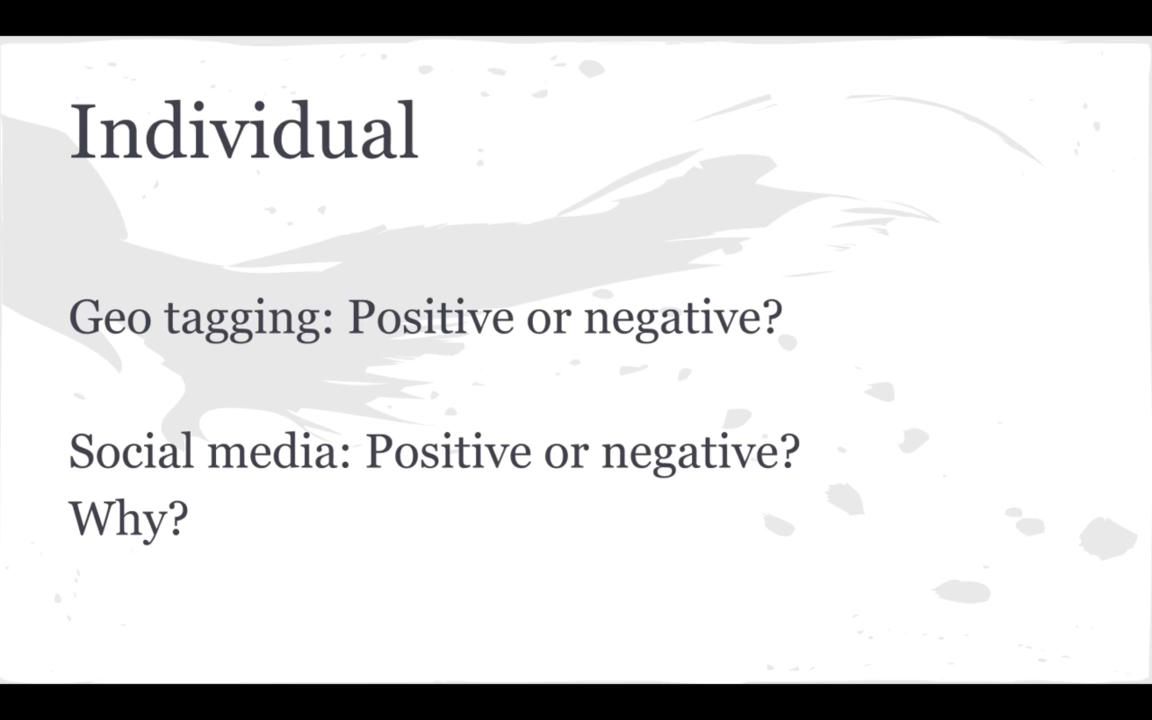 Individual
Geo tagging: Positive or negative?
Social media: Positive or negative?
Why?